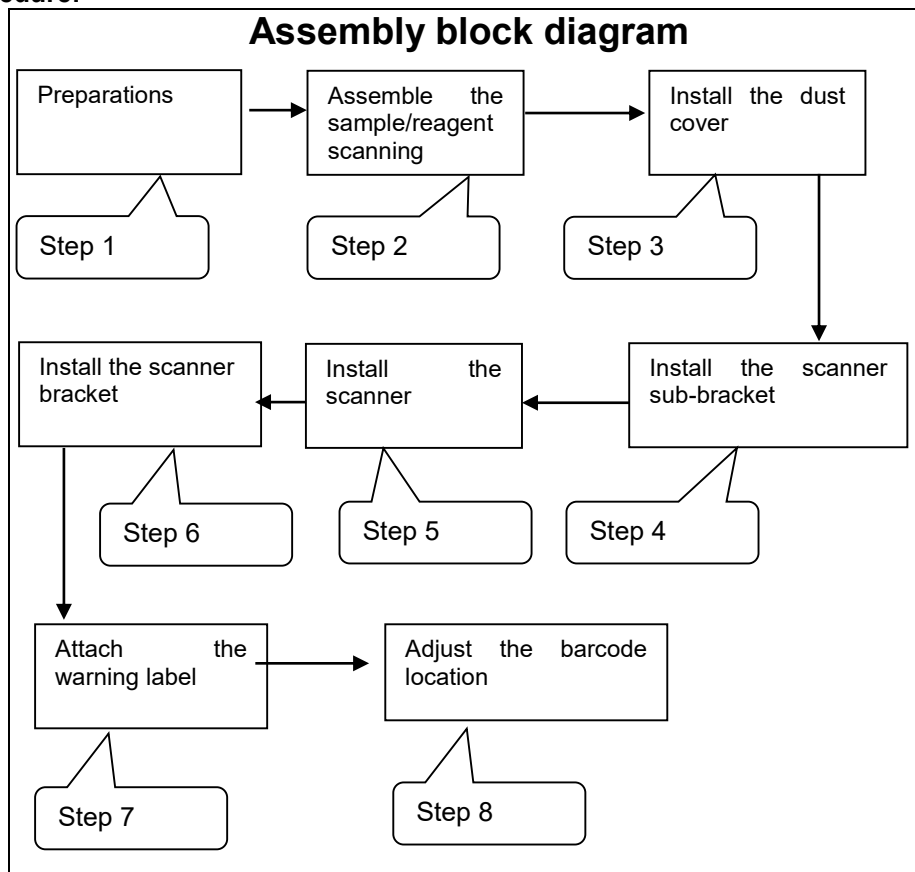 Assembly block diagram
Preparations
Assemble the
sample/reagent
scanning
Install the dust
cover
Step 1
Step 2
Step 3
Install the scanner
bracket
Install the
scanner
Install the scanner
sub-bracket
Step 6
Step 5
Step 4
Attach the
warning label
Adjust the barcode
location
Step 7
Step 8